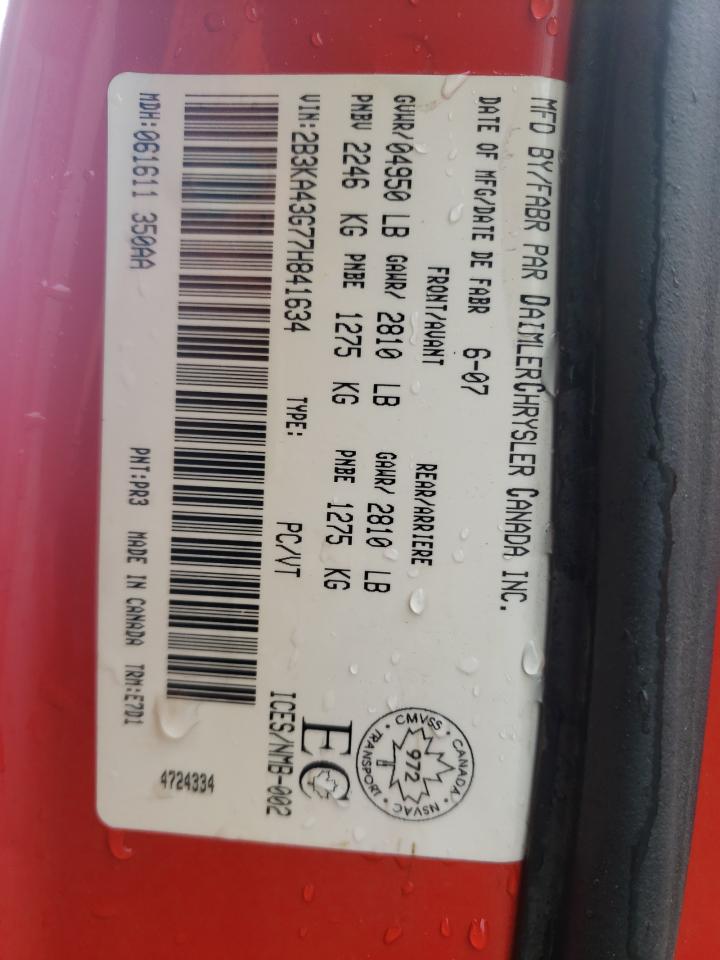 MFD BY/FABR PAR DAIMLERCHRYSLER CANADA INC.
DATE OF MFG/DATE DE FABR 6-07
FRONT/AVANT REAR/ARRIERE
GVWR/04950 LB GAWR/ 2810 LB GAWR/ 2810 LB
PNBV 2246 KG PNBE 1275 KG PNBE 1275 KG
VIN:2B3KA43G77H841634 TYPE: PC/VT
ICES/NMB-002
MDH:061611 350AA PNT:PR3 MADE IN CANADA TRM:E7D1
4724334
EC
CMVSS · CANADA · NSVAC · TRANSPORT ·
972